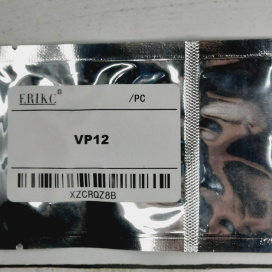 ERIKC®
/PC
VP12
XZCRQZ8B